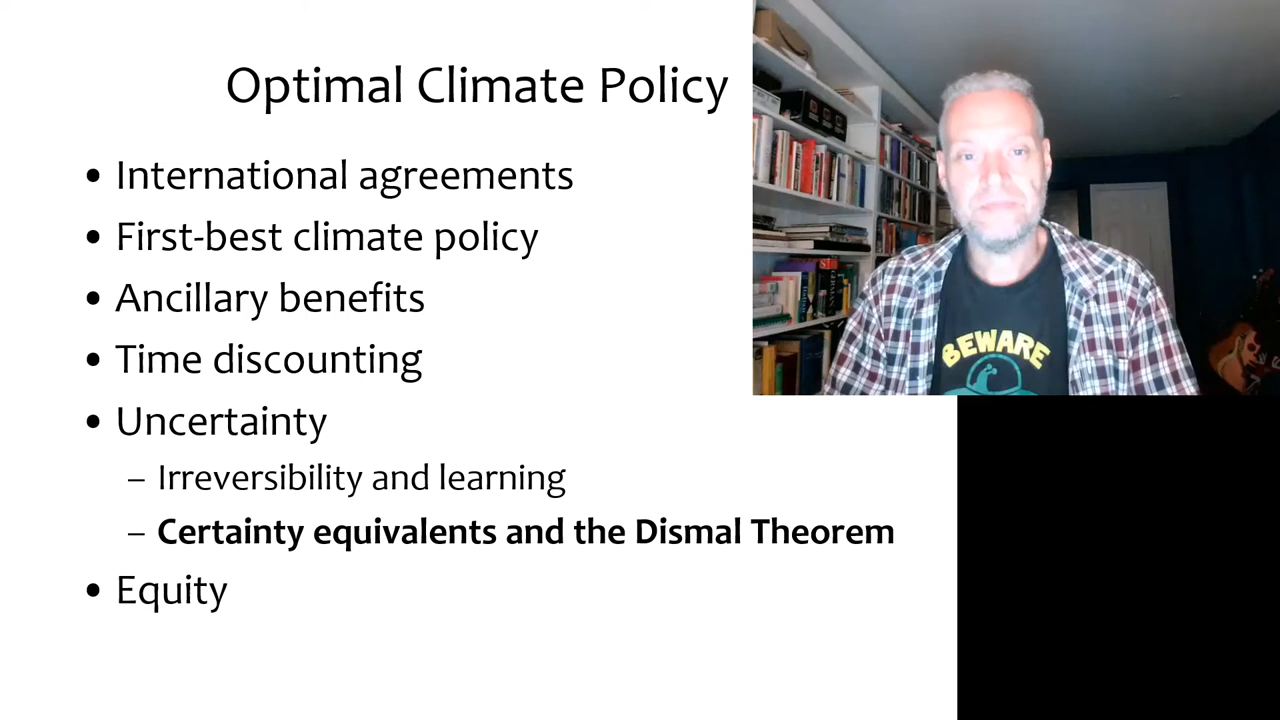 Optimal Climate Policy
• International agreements
• First-best climate policy
• Ancillary benefits
• Time discounting
• Uncertainty
– Irreversibility and learning
– Certainty equivalents and the Dismal Theorem
• Equity
BEWARE